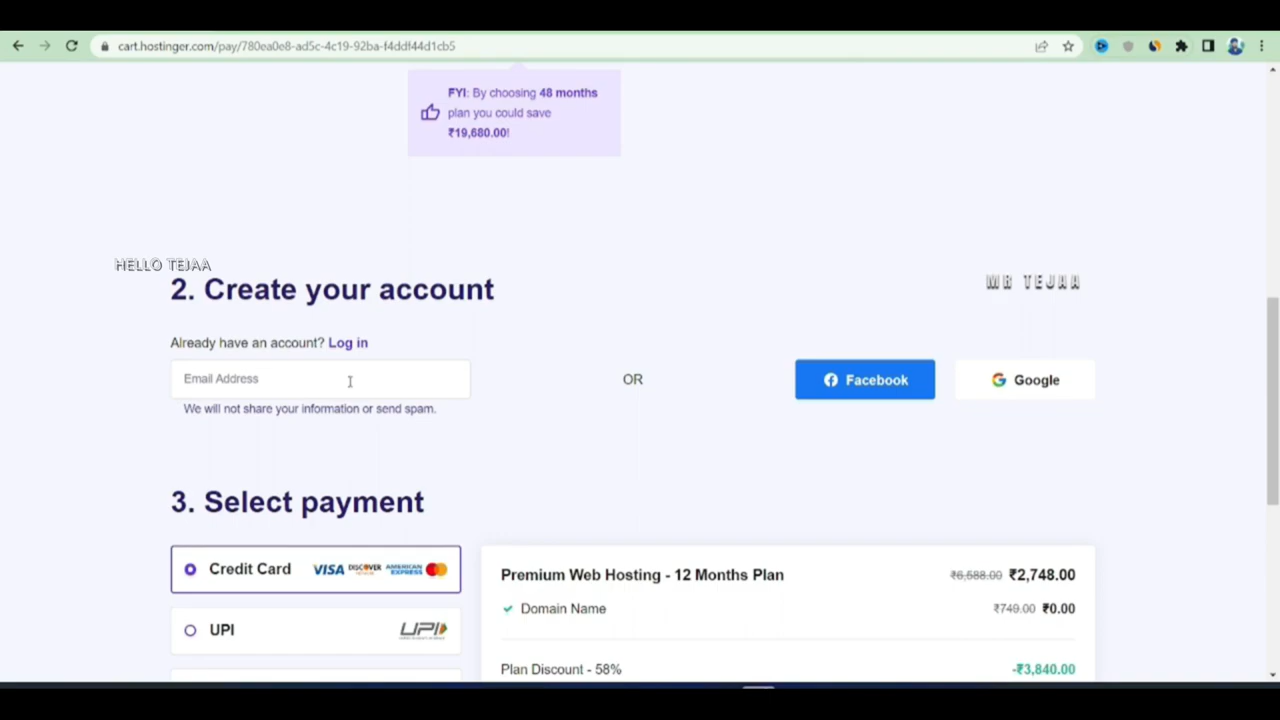 cart.hostinger.com/pay/780ea0e8-ad5c-4c19-92ba-f4ddf44d1cb5
FYI: By choosing 48 months
plan you could save
₹19,680.00!
HELLO TEJAA
2. Create your account
MR TEJAA
Already have an account? Log in
Email Address
OR
Facebook
Google
We will not share your information or send spam.
3. Select payment
Credit Card VISA DISCOVER AMERICAN EXPRESS
Premium Web Hosting - 12 Months Plan ₹6,588.00 ₹2,748.00
Domain Name ₹749.00 ₹0.00
UPI UPI
Plan Discount - 58% -₹3,840.00